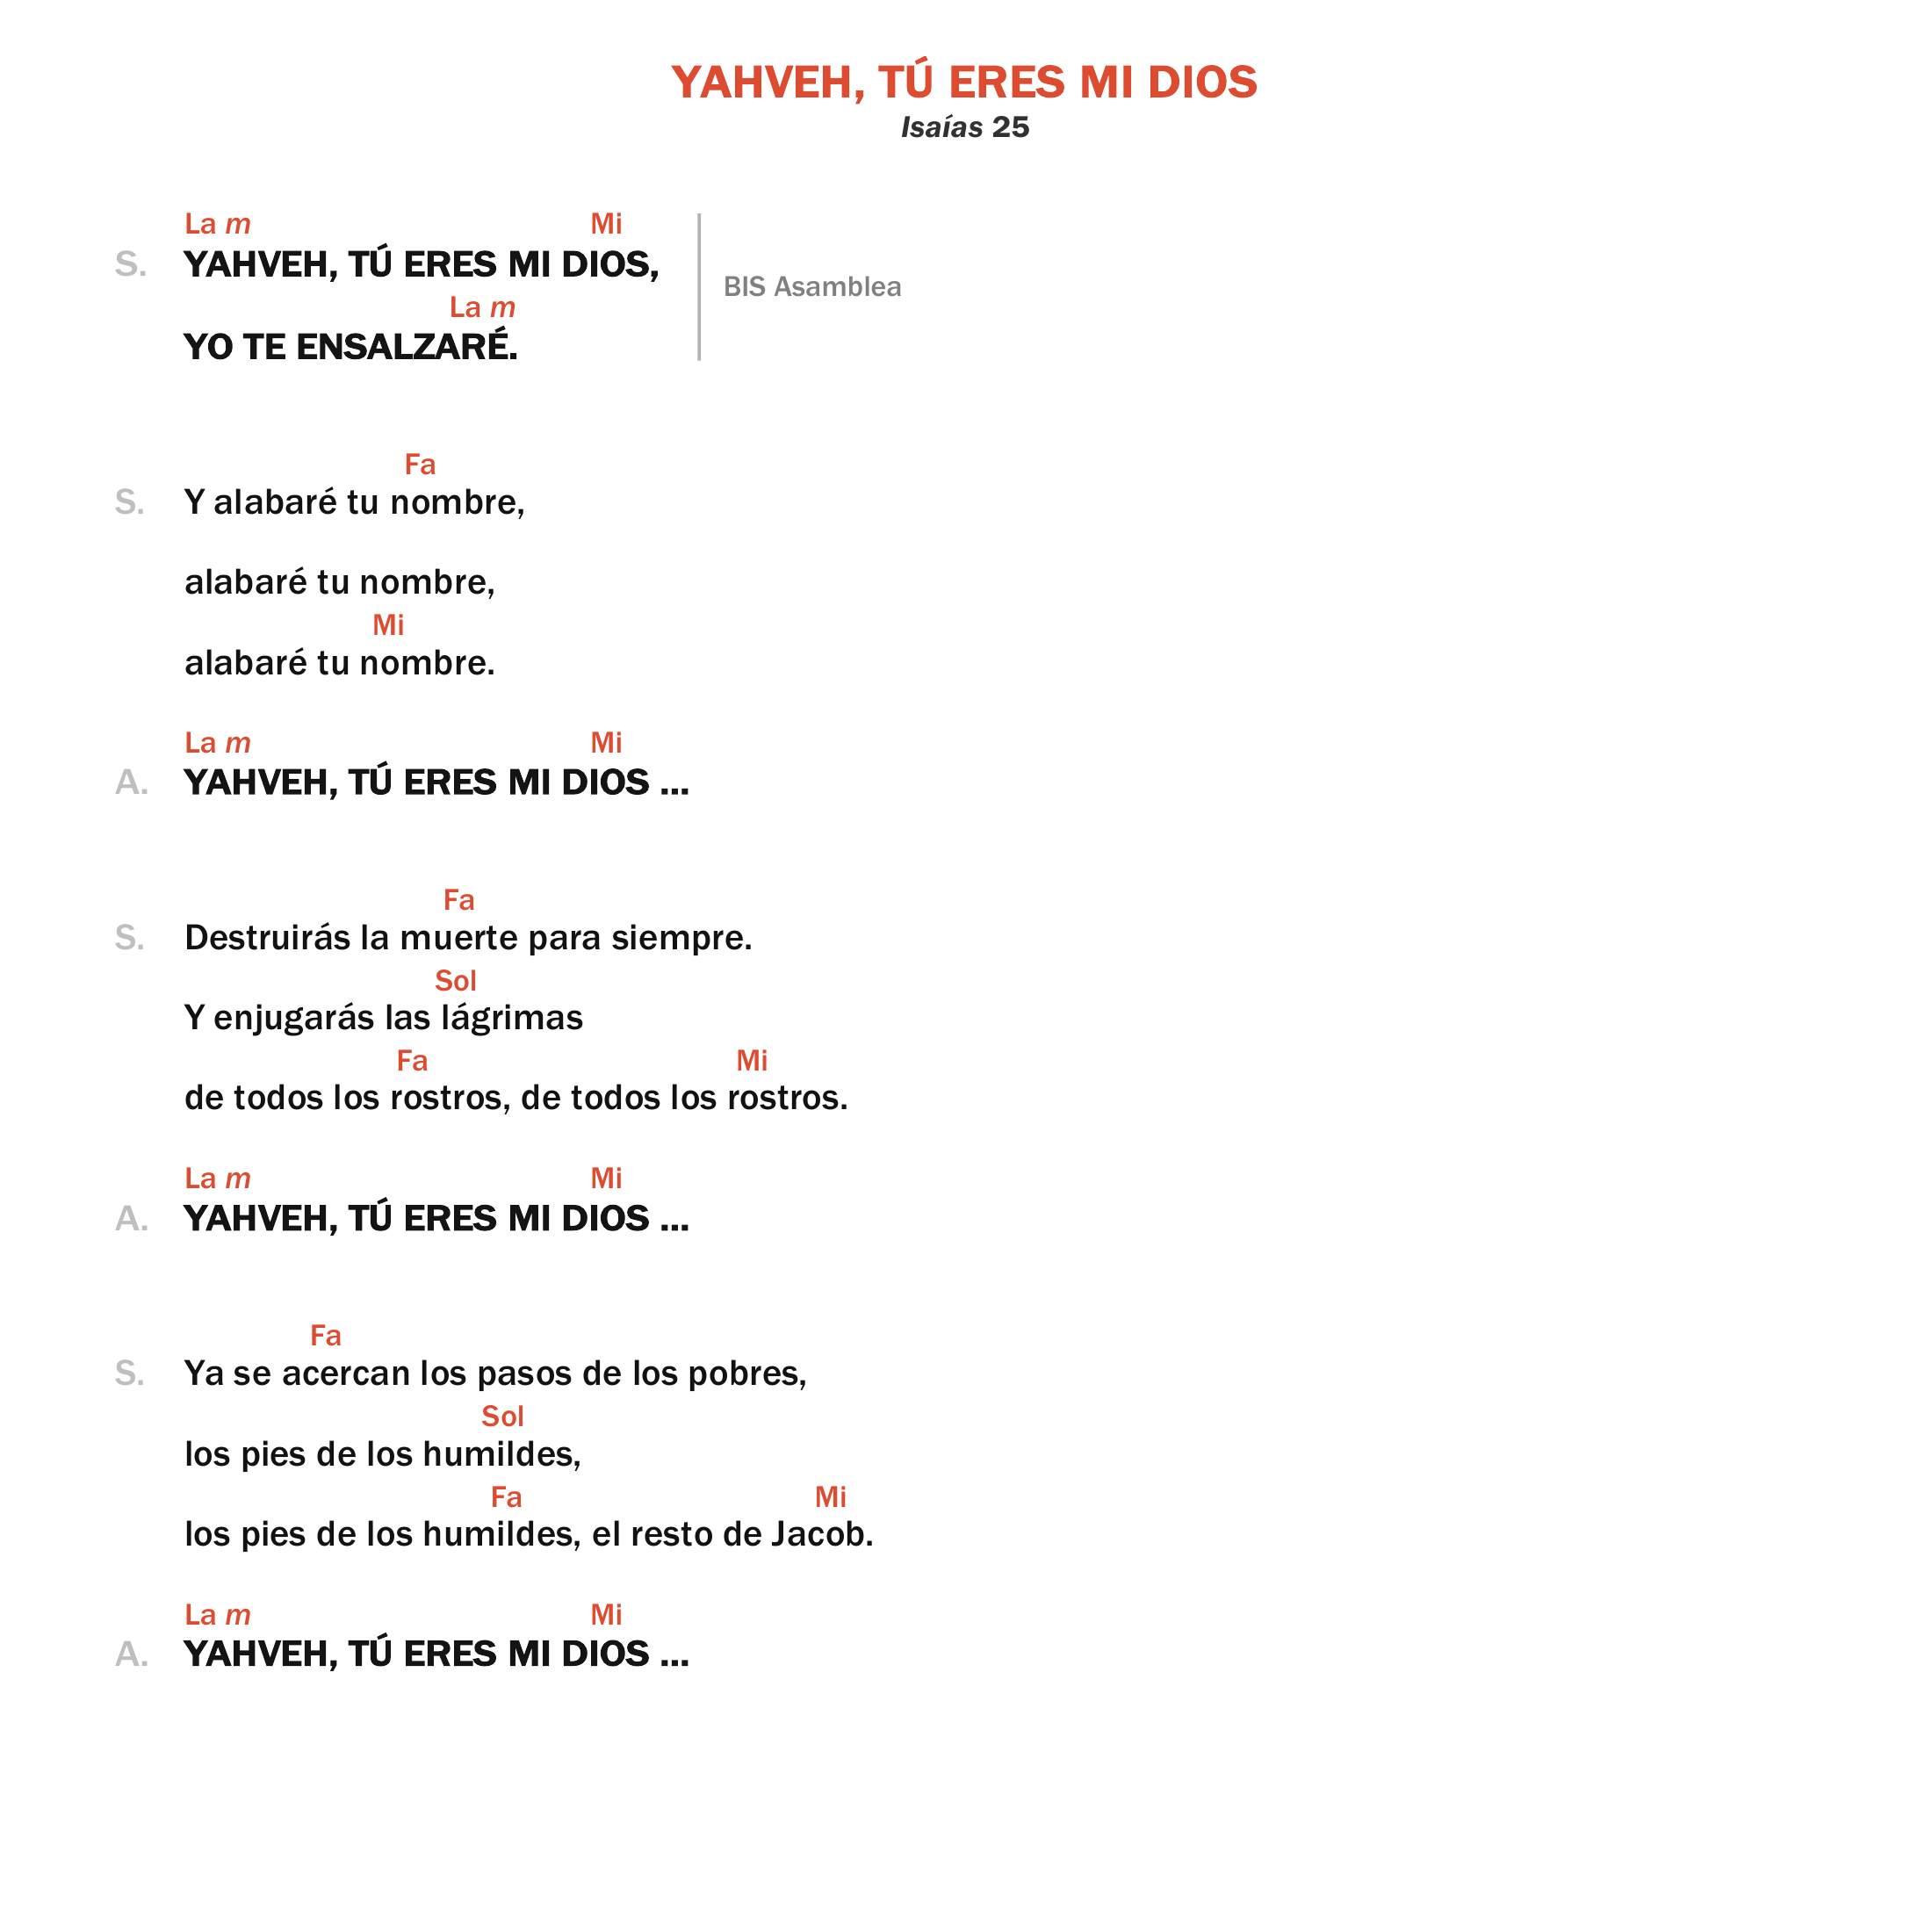 YAHVEH, TÚ ERES MI DIOS
Isaías 25
La m Mi
S. YAHVEH, TÚ ERES MI DIOS,
BIS Asamblea
La m
YO TE ENSALZARÉ.
Fa
S. Y alabaré tu nombre,
alabaré tu nombre,
Mi
alabaré tu nombre.
La m Mi
A. YAHVEH, TÚ ERES MI DIOS ...
Fa
S. Destruirás la muerte para siempre.
Sol
Y enjugarás las lágrimas
Fa Mi
de todos los rostros, de todos los rostros.
La m Mi
A. YAHVEH, TÚ ERES MI DIOS ...
Fa
S. Ya se acercan los pasos de los pobres,
Sol
los pies de los humildes,
Fa Mi
los pies de los humildes, el resto de Jacob.
La m Mi
A. YAHVEH, TÚ ERES MI DIOS ...